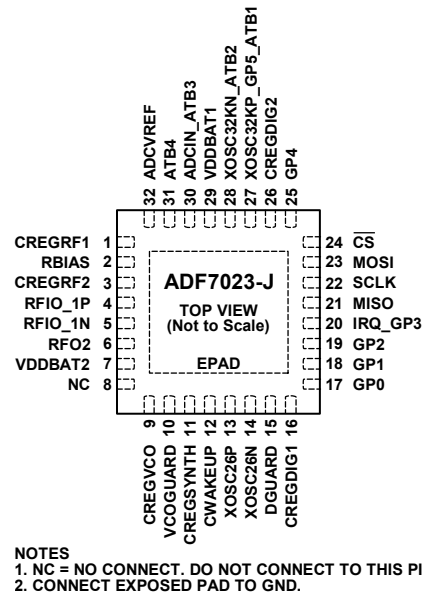 32 ADCVREF
31 ATB4
30 ADCIN_ATB3
29 VDDBAT1
28 XOSC32KN_ATB2
27 XOSC32KP_GP5_ATB1
26 CREGDIG2
25 GP4
CREGRF1 1
RBIAS 2
CREGRF2 3
RFIO_1P 4
RFIO_1N 5
RFO2 6
VDDBAT2 7
NC 8
ADF7023-J
TOP VIEW
(Not to Scale)
EPAD
24 CS
23 MOSI
22 SCLK
21 MISO
20 IRQ_GP3
19 GP2
18 GP1
17 GP0
CREGVCO 9
VCOGUARD 10
CREGSYNTH 11
CWAKEUP 12
XOSC26P 13
XOSC26N 14
DGUARD 15
CREGDIG1 16
NOTES
1. NC = NO CONNECT. DO NOT CONNECT TO THIS PI
2. CONNECT EXPOSED PAD TO GND.